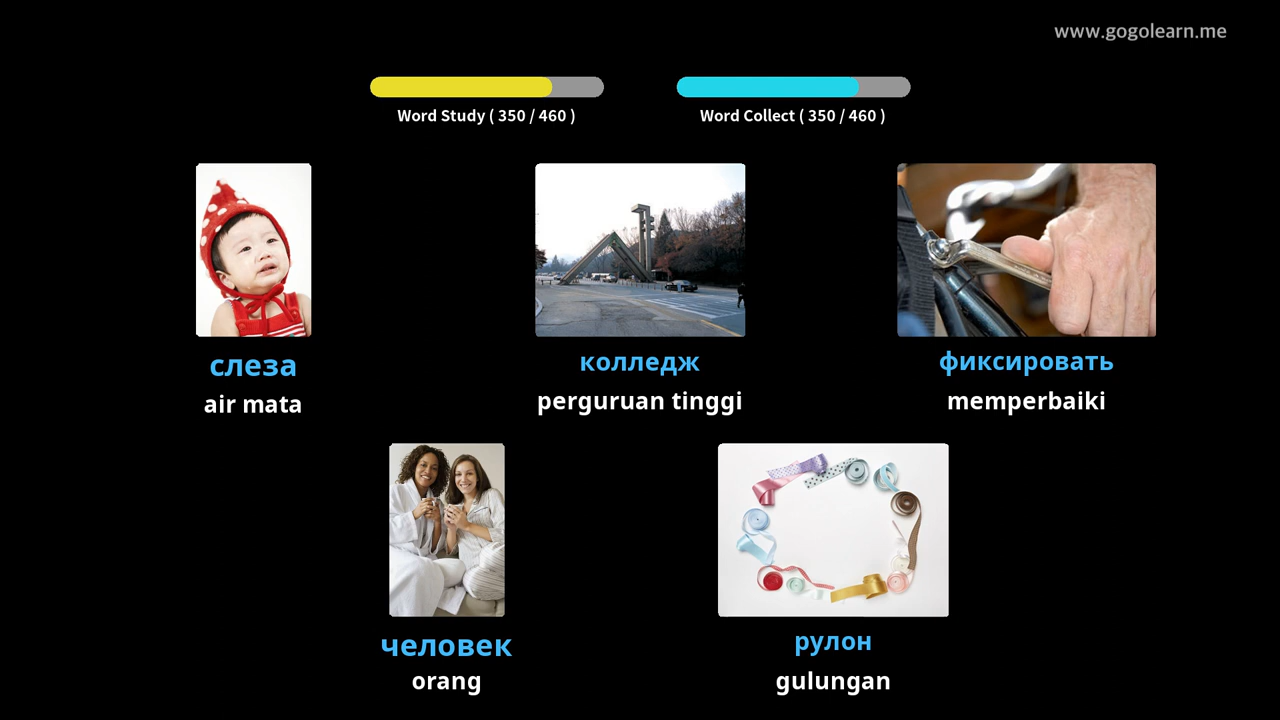 www.gogolearn.me
Word Study ( 350 / 460 )
Word Collect ( 350 / 460 )
слеза
air mata
колледж
perguruan tinggi
фиксировать
memperbaiki
человек
orang
рулон
gulungan